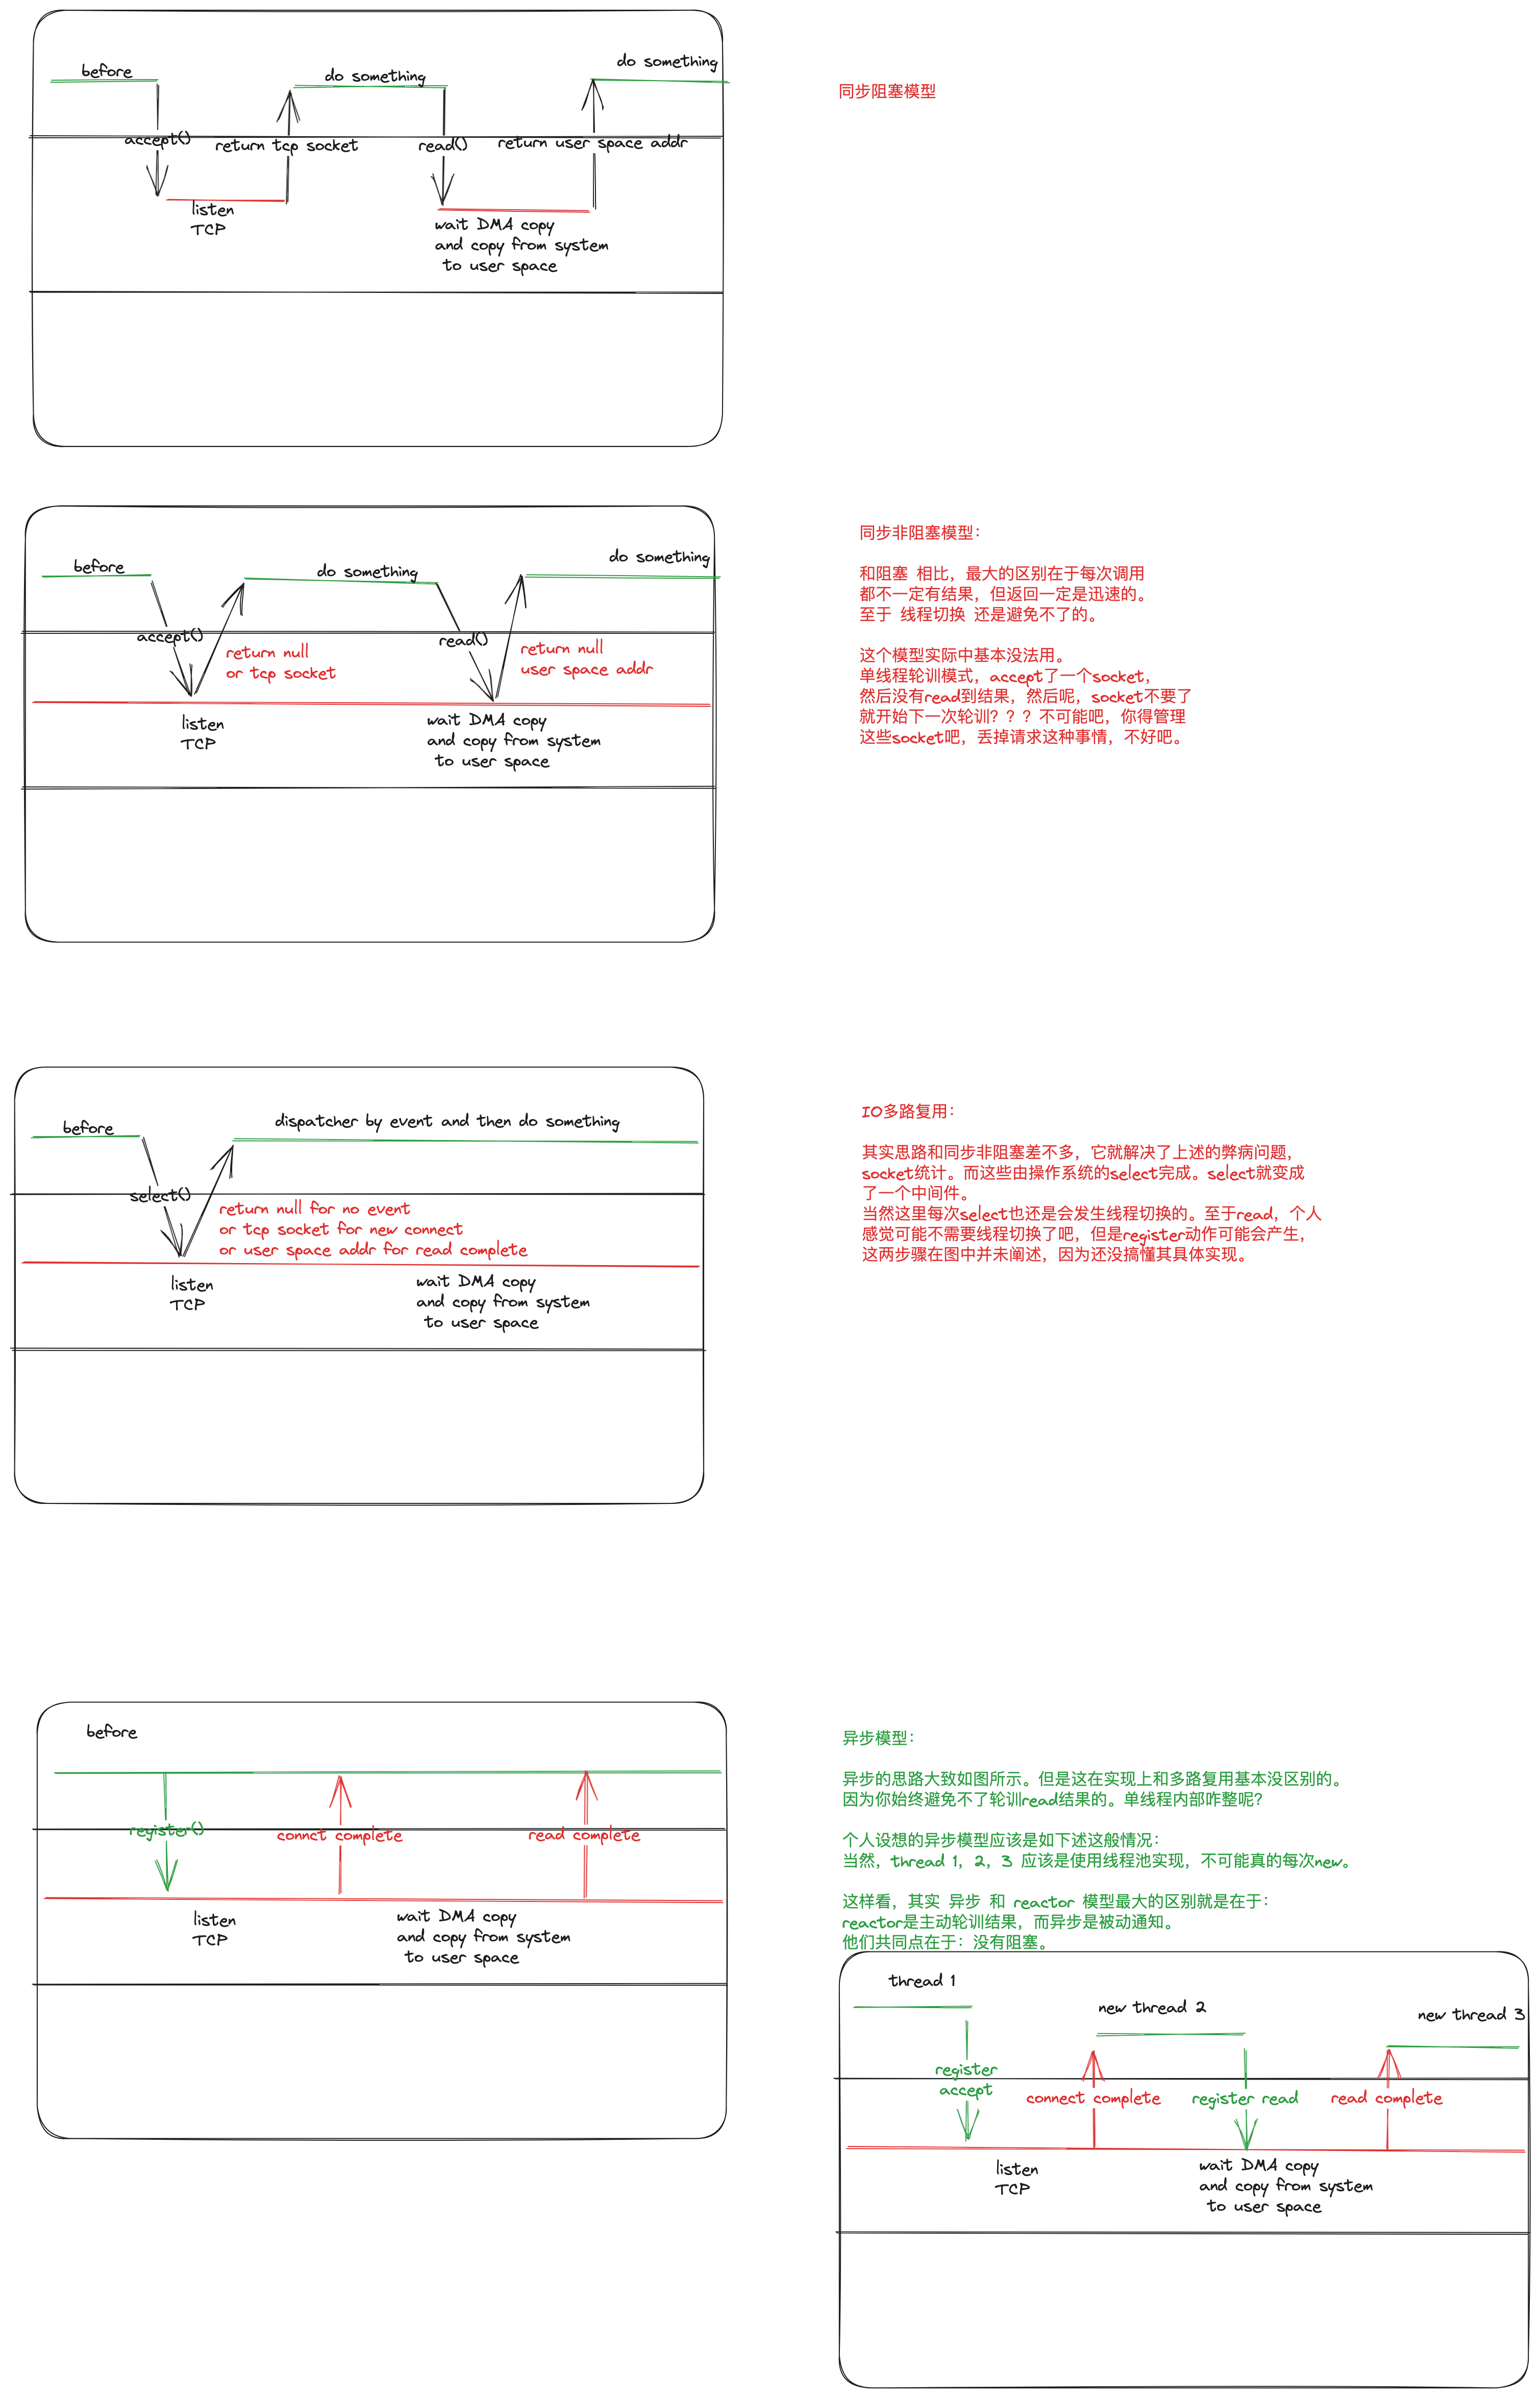 before
do something
do something
同步阻塞模型
accept()
return tcp socket
read()
return user space addr
listen
TCP
wait DMA copy
and copy from system
to user space
before
do something
do something
accept()
return null
or tcp socket
read()
return null
user space addr
listen
TCP
wait DMA copy
and copy from system
to user space
同步非阻塞模型：
和阻塞 相比，最大的区别在于每次调用
都不一定有结果，但返回一定是迅速的。
至于 线程切换 还是避免不了的。
这个模型实际中基本没法用。
单线程轮训模式，accept了一个socket，
然后没有read到结果，然后呢，socket不要了
就开始下一次轮训？？？不可能吧，你得管理
这些socket吧，丢掉请求这种事情，不好吧。
before
dispatcher by event and then do something
select()
return null for no event
or tcp socket for new connect
or user space addr for read complete
listen
TCP
wait DMA copy
and copy from system
to user space
IO多路复用：
其实思路和同步非阻塞差不多，它就解决了上述的弊病问题，
socket统计。而这些由操作系统的select完成。select就变成
了一个中间件。
当然这里每次select也还是会发生线程切换的。至于read，个人
感觉可能不需要线程切换了吧，但是register动作可能会产生，
这两步骤在图中并未阐述，因为还没搞懂其具体实现。
before
register()
connct complete
read complete
listen
TCP
wait DMA copy
and copy from system
to user space
异步模型：
异步的思路大致如图所示。但是这在实现上和多路复用基本没区别的。
因为你始终避免不了轮训read结果的。单线程内部咋整呢？
个人设想的异步模型应该是如下述这般情况：
当然，thread 1，2，3 应该是使用线程池实现，不可能真的每次new。
这样看，其实 异步 和 reactor 模型最大的区别就是在于：
reactor是主动轮训结果，而异步是被动通知。
他们共同点在于：没有阻塞。
thread 1
new thread 2
new thread 3
register
accept
connect complete
register read
read complete
listen
TCP
wait DMA copy
and copy from system
to user space